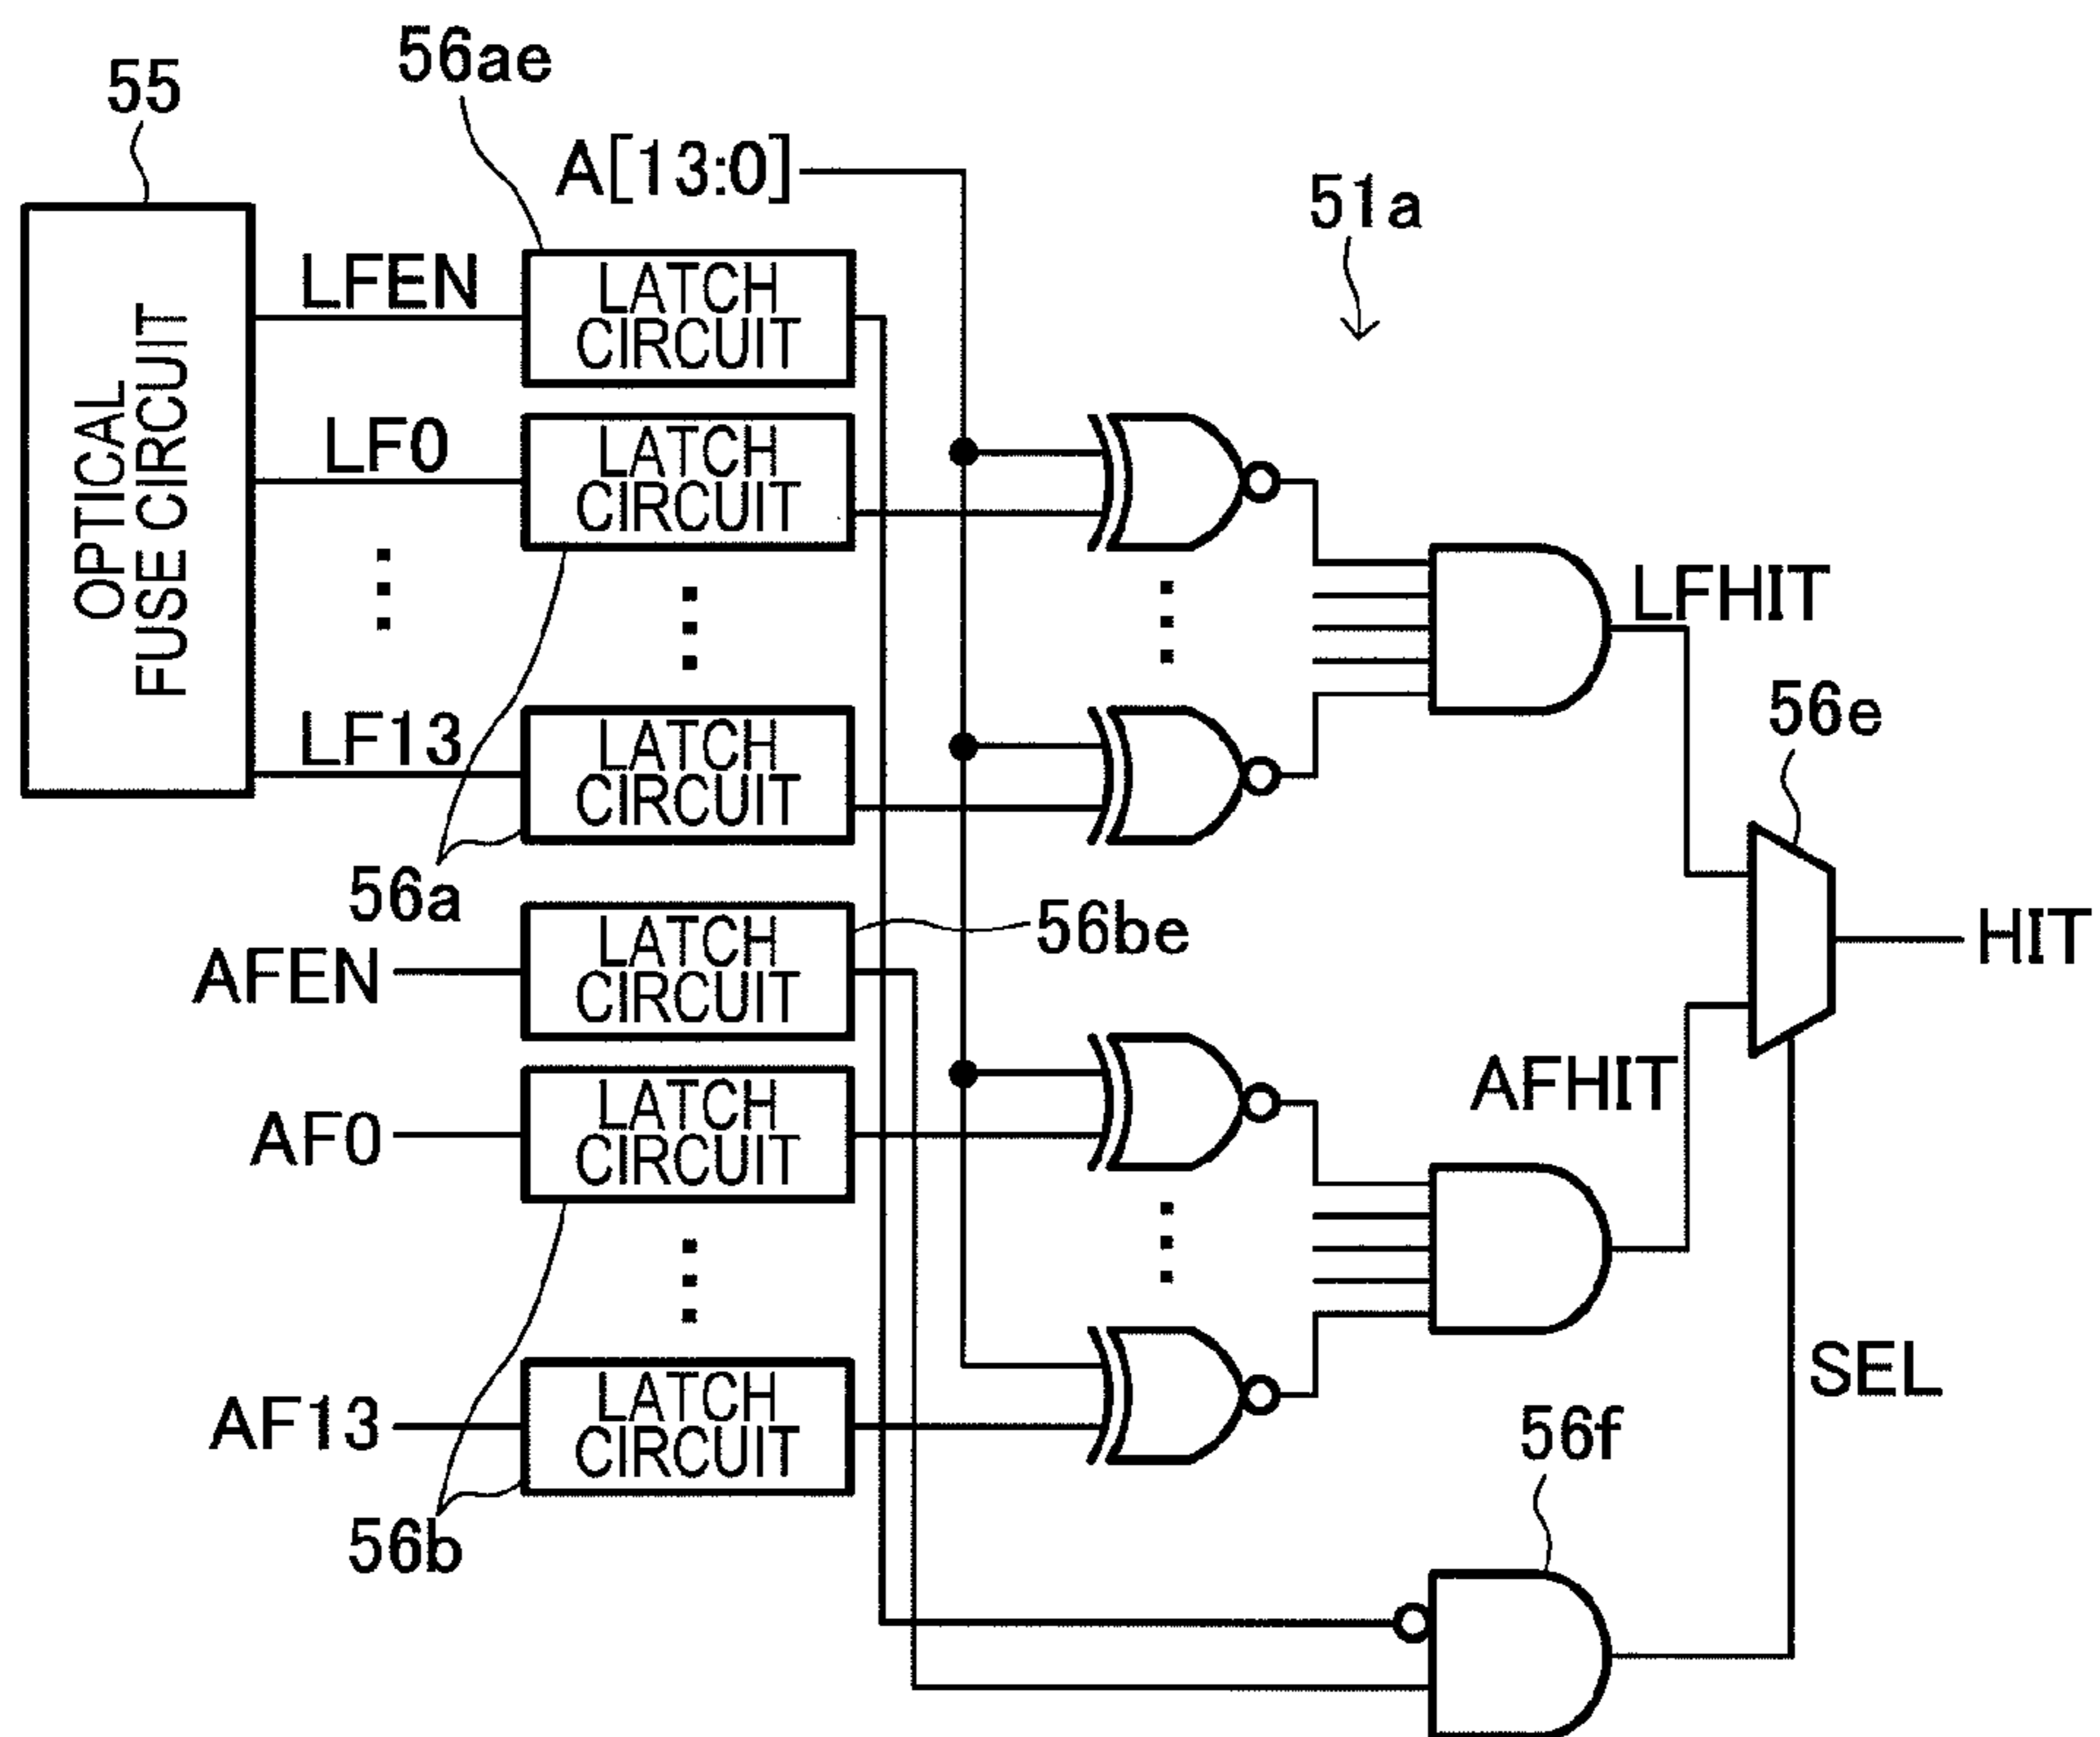 56ae
55
A[13:0]
51a
LFEN
LATCH
CIRCUIT
OPTICAL
FUSE CIRCUIT
LF0
LATCH
CIRCUIT
LFHIT
LF13
LATCH
CIRCUIT
56e
56a
AFEN
LATCH
CIRCUIT
56be
HIT
AF0
LATCH
CIRCUIT
AFHIT
AF13
LATCH
CIRCUIT
SEL
56f
56b